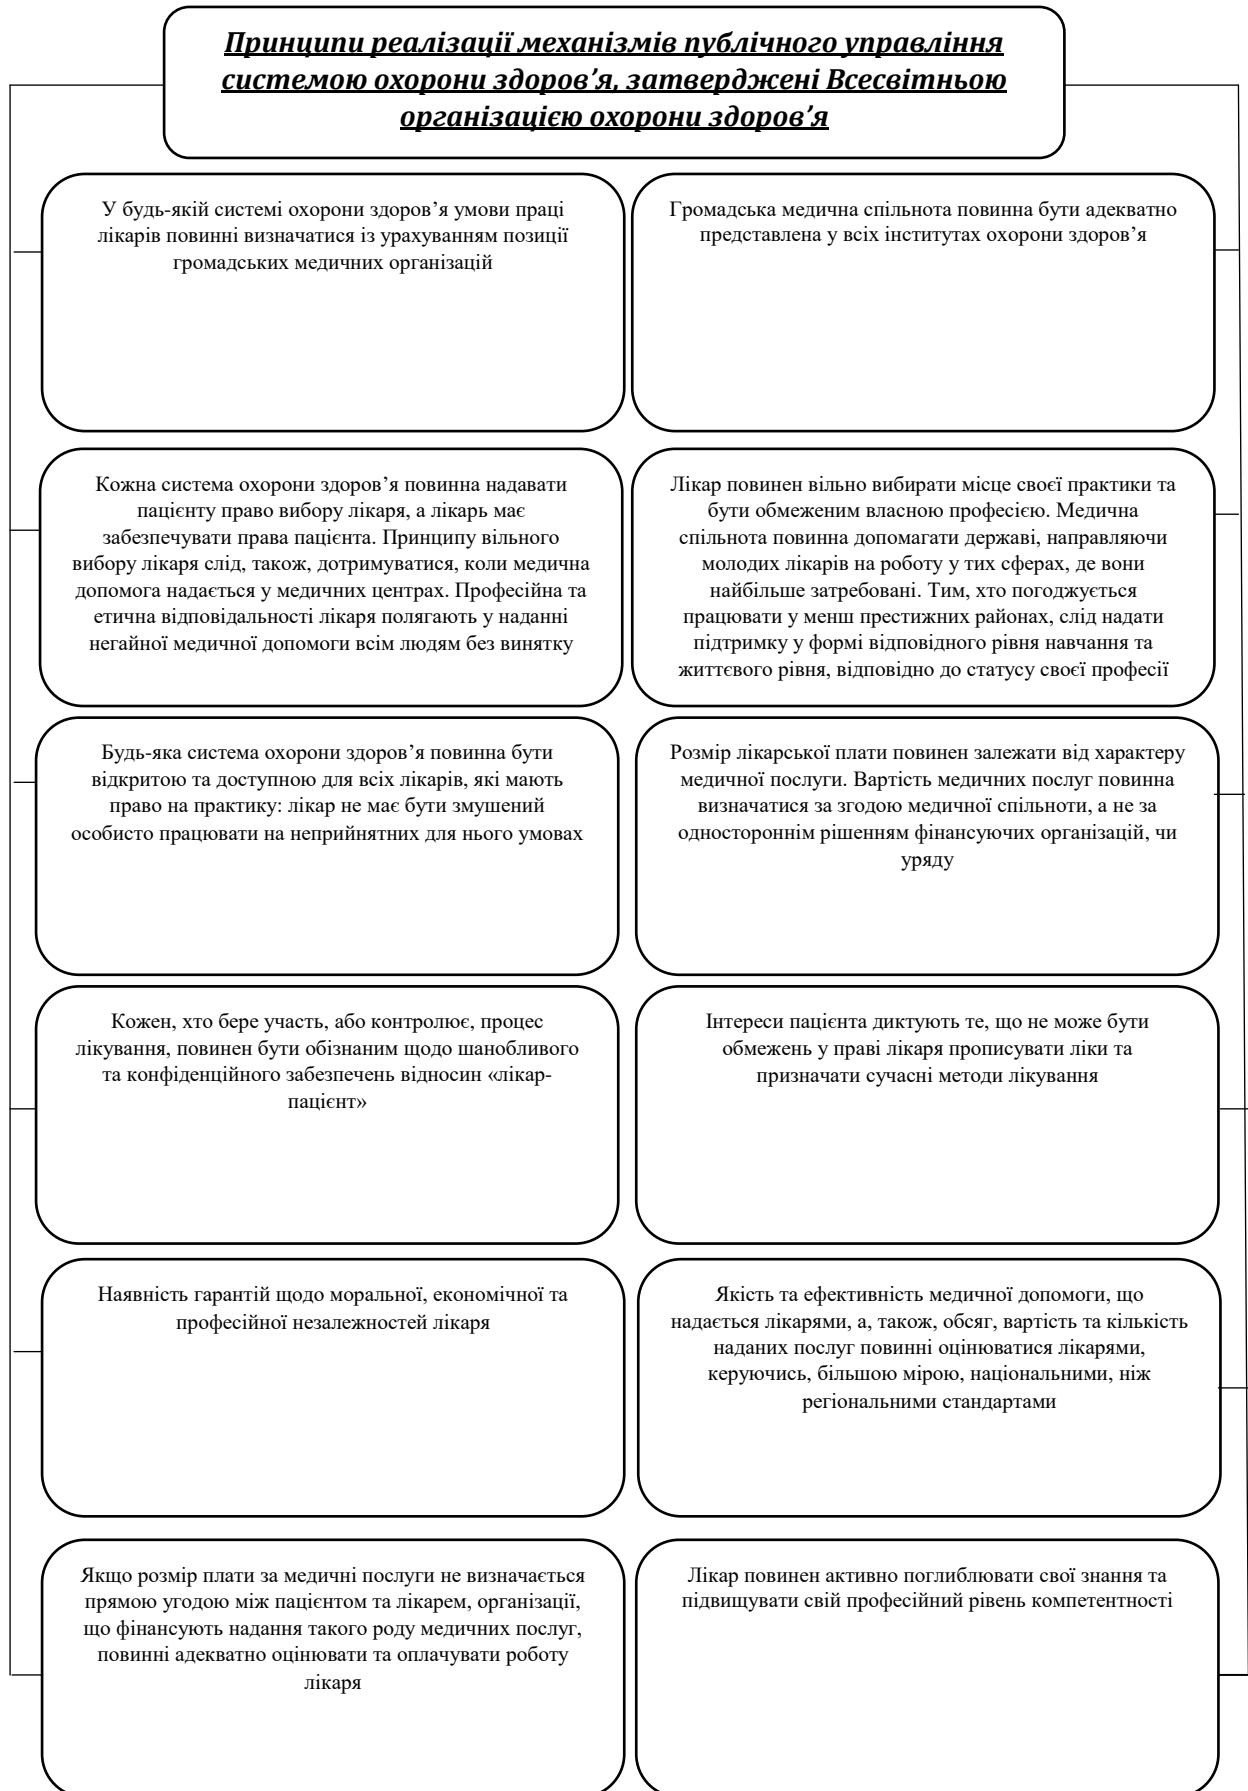 Принципи реалізації механізмів публічного управління
системою охорони здоров’я, затверджені Всесвітньою
організацією охорони здоров’я
У будь-якій системі охорони здоров’я умови праці
лікарів повинні визначатися із урахуванням позиції
громадських медичних організацій
Громадська медична спільнота повинна бути адекватно
представлена у всіх інститутах охорони здоров’я
Кожна система охорони здоров’я повинна надавати
пацієнту право вибору лікаря, а лікарь має
забезпечувати права пацієнта. Принципу вільного
вибору лікаря слід, також, дотримуватися, коли медична
допомога надається у медичних центрах. Професійна та
етична відповідальності лікаря полягають у наданні
негайної медичної допомоги всім людям без винятку
Лікар повинен вільно вибирати місце своєї практики та
бути обмеженим власною професією. Медична
спільнота повинна допомагати державі, направляючи
молодих лікарів на роботу у тих сферах, де вони
найбільше затребовані. Тим, хто погоджується
працювати у менш престижних районах, слід надати
підтримку у формі відповідного рівня навчання та
життєвого рівня, відповідно до статусу своєї професії
Будь-яка система охорони здоров’я повинна бути
відкритою та доступною для всіх лікарів, які мають
право на практику: лікар не має бути змушений
особисто працювати на неприйнятних для нього умовах
Розмір лікарської плати повинен залежати від характеру
медичної послуги. Вартість медичних послуг повинна
визначатися за згодою медичної спільноти, а не за
одностороннім рішенням фінансуючих організацій, чи
уряду
Кожен, хто бере участь, або контролює, процес
лікування, повинен бути обізнаним щодо шанобливого
та конфіденційного забезпечень відносин «лікар-
пацієнт»
Інтереси пацієнта диктують те, що не може бути
обмежень у праві лікаря прописувати ліки та
призначати сучасні методи лікування
Наявність гарантій щодо моральної, економічної та
професійної незалежностей лікаря
Якість та ефективність медичної допомоги, що
надається лікарями, а, також, обсяг, вартість та кількість
наданих послуг повинні оцінюватися лікарями,
керуючись, більшою мірою, національними, ніж
регіональними стандартами
Якщо розмір плати за медичні послуги не визначається
прямою угодою між пацієнтом та лікарем, організації,
що фінансують надання такого роду медичних послуг,
повинні адекватно оцінювати та оплачувати роботу
лікаря
Лікар повинен активно поглиблювати свої знання та
підвищувати свій професійний рівень компетентності